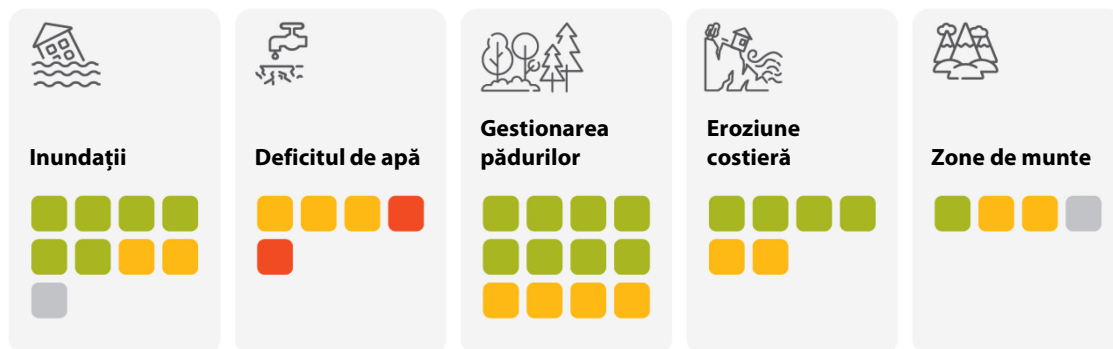 Inundații
Deficitul de apă
Gestionarea
pădurilor
Eroziune
costieră
Zone de munte